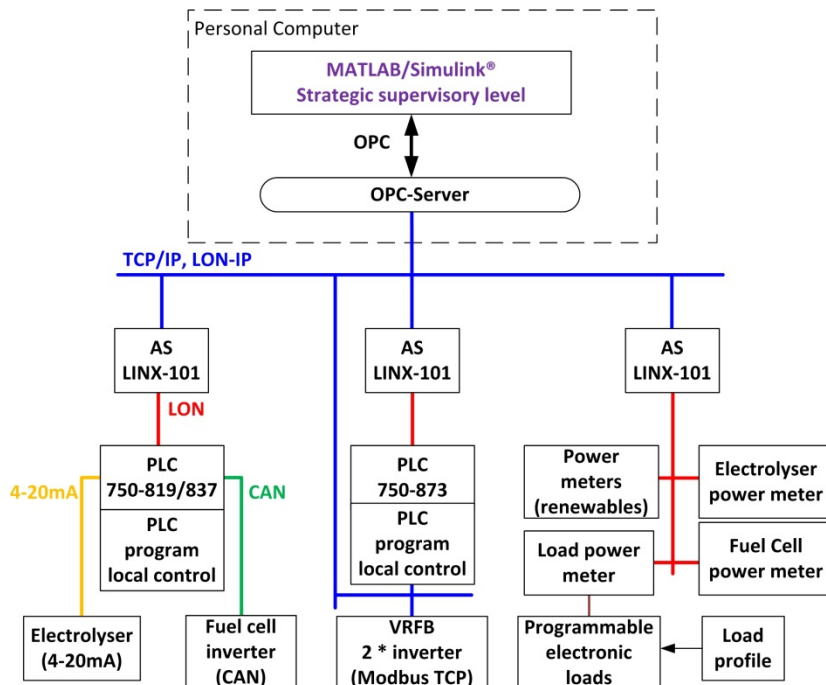 Personal Computer
MATLAB/Simulink®
Strategic supervisory level
OPC
OPC-Server
TCP/IP, LON-IP
AS
LINX-101
AS
LINX-101
AS
LINX-101
LON
4-20mA
PLC
750-819/837
CAN
PLC
program
local control
PLC
750-873
PLC
program
local control
Power
meters
(renewables)
Electrolyser
power meter
Load power
meter
Fuel Cell
power meter
Electrolyser
(4-20mA)
Fuel cell
inverter
(CAN)
VRFB
2 * inverter
(Modbus TCP)
Programmable
electronic
loads
Load
profile